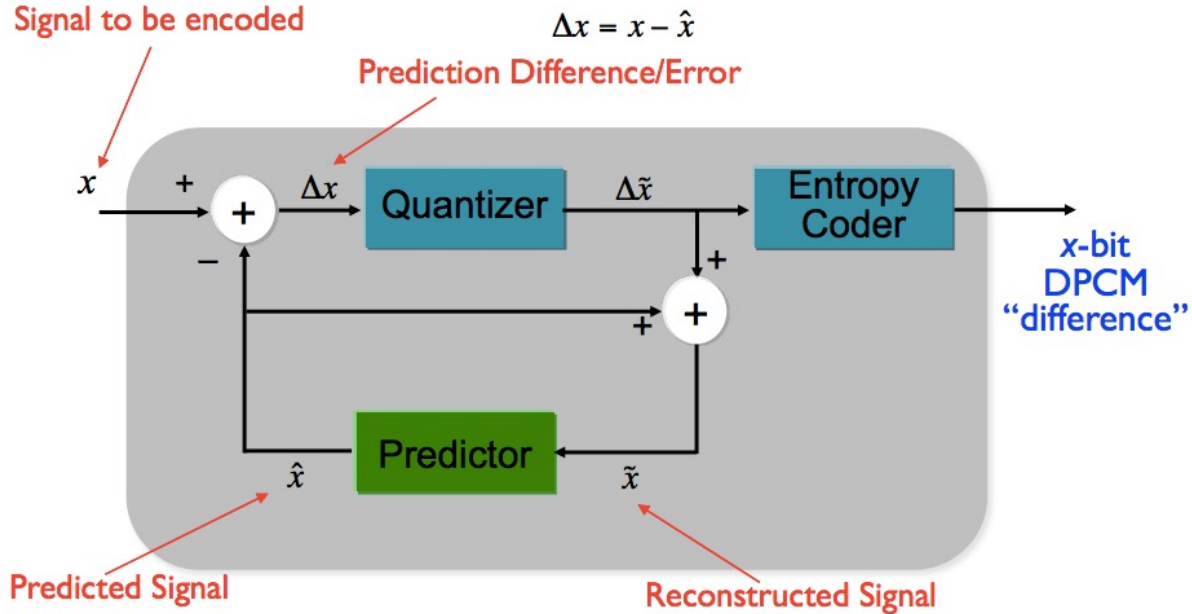 Signal to be encoded
Δx = x − x̂
Prediction Difference/Error
x
+
+
Δx
Quantizer
Δx̃
Entropy
Coder
−
+
x-bit
DPCM
“difference”
+
+
Predictor
x̂
x̃
Predicted Signal
Reconstructed Signal